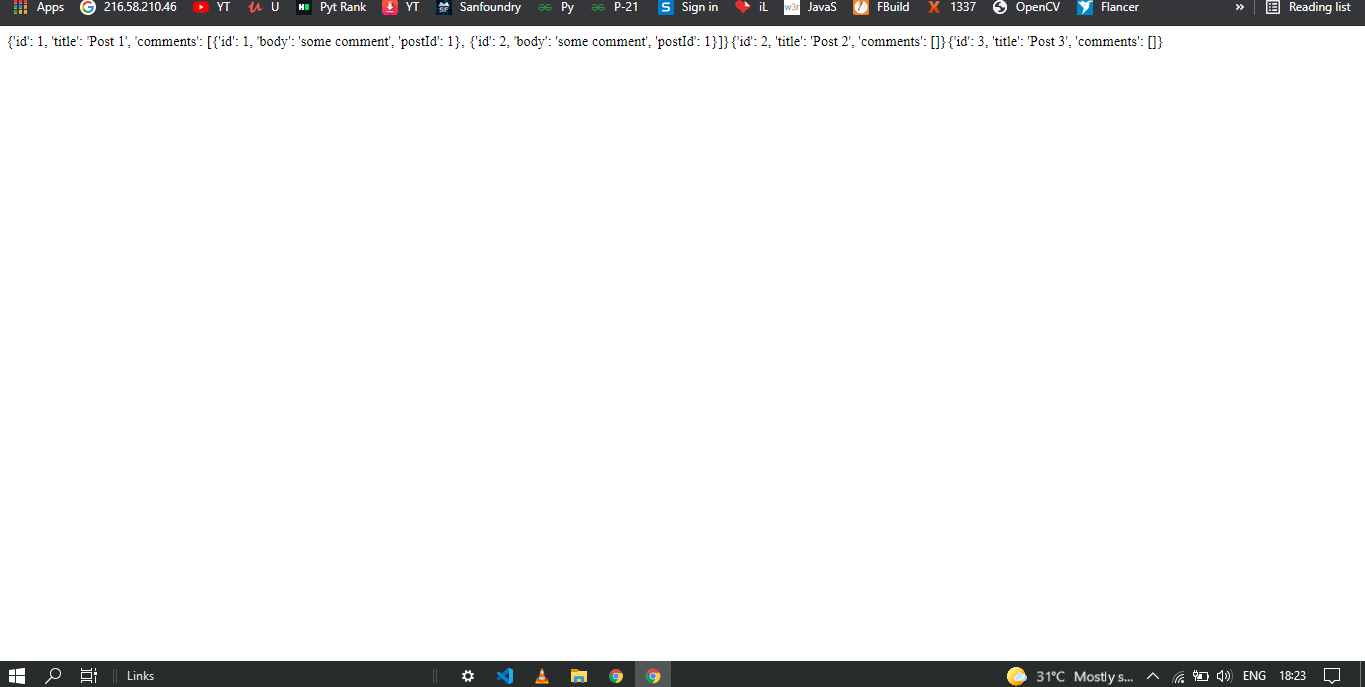 Apps 216.58.210.46 YT U Pyt Rank YT Sanfoundry Py P-21 Sign in iL JavaS FBuild 1337 OpenCV Flancer » Reading list
{'id': 1, 'title': 'Post 1', 'comments': [{'id': 1, 'body': 'some comment', 'postId': 1}, {'id': 2, 'body': 'some comment', 'postId': 1}]}{'id': 2, 'title': 'Post 2', 'comments': []}{'id': 3, 'title': 'Post 3', 'comments': []}
Links 31°C Mostly s... ENG 18:23